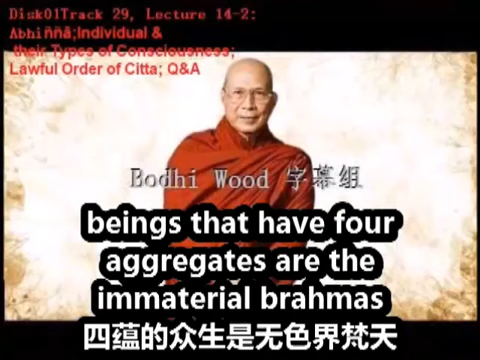 Disk01Track 29, Lecture 14-2:
Abhiññā;Individual &
their Types of Consciousness;
Lawful Order of Citta; Q&A
Bodhi Wood 字幕组
beings that have four
aggregates are the
immaterial brahmas
四蕴的众生是无色界梵天